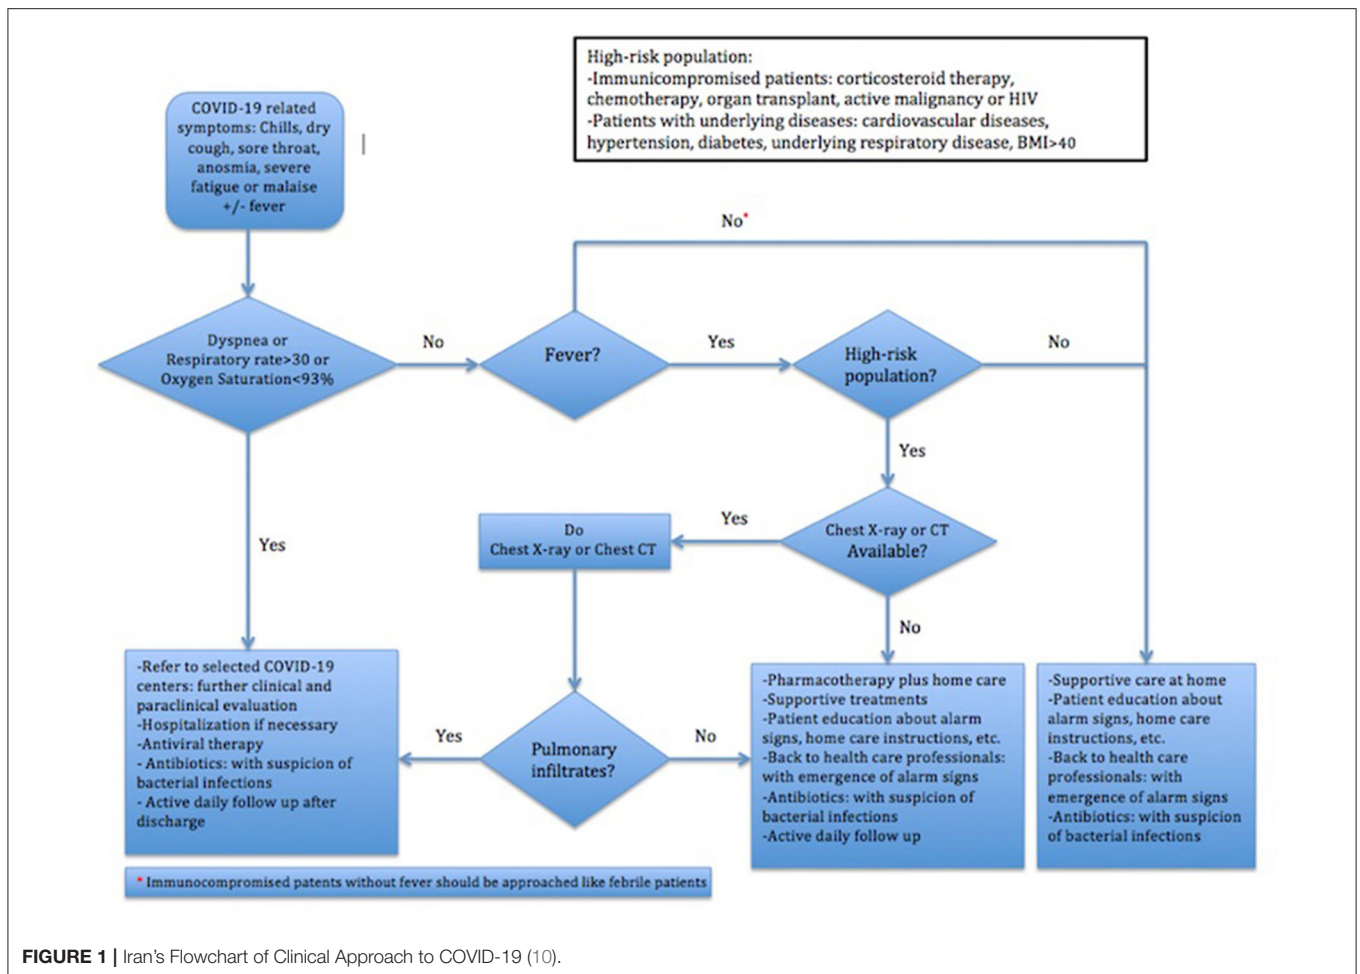 High-risk population:
-Immunicompromised patients: corticosteroid therapy,
chemotherapy, organ transplant, active malignancy or HIV
-Patients with underlying diseases: cardiovascular diseases,
hypertension, diabetes, underlying respiratory disease, BMI>40
COVID-19 related
symptoms: Chills, dry
cough, sore throat,
anosmia, severe
fatigue or malaise
+/- fever
No*
Dyspnea or
Respiratory rate>30 or
Oxygen Saturation<93%
No
Fever?
Yes
High-risk
population?
No
Yes
Yes
Do
Chest X-ray or Chest CT
Yes
Chest X-ray or CT
Available?
No
-Refer to selected COVID-19
centers: further clinical and
paraclinical evaluation
-Hospitalization if necessary
-Antiviral therapy
- Antibiotics: with suspicion of
bacterial infections
- Active daily follow up after
discharge
Yes
Pulmonary
infiltrates?
No
-Pharmacotherapy plus home care
-Supportive treatments
-Patient education about alarm
signs, home care instructions, etc.
-Back to health care professionals:
with emergence of alarm signs
-Antibiotics: with suspicion of
bacterial infections
-Active daily follow up
-Supportive care at home
-Patient education about
alarm signs, home care
instructions, etc.
-Back to health care
professionals: with
emergence of alarm signs
-Antibiotics: with suspicion
of bacterial infections
* Immunocompromised patents without fever should be approached like febrile patients
FIGURE 1 | Iran's Flowchart of Clinical Approach to COVID-19 (10).